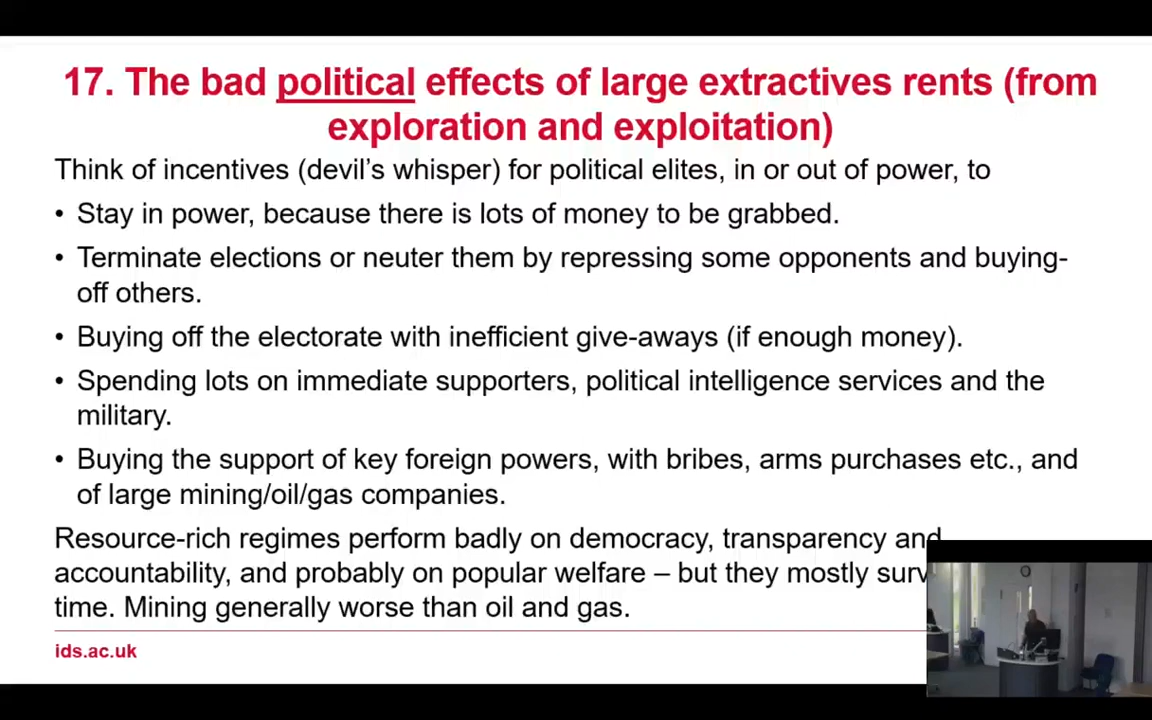 17. The bad political effects of large extractives rents (from
exploration and exploitation)
Think of incentives (devil’s whisper) for political elites, in or out of power, to
• Stay in power, because there is lots of money to be grabbed.
• Terminate elections or neuter them by repressing some opponents and buying-
off others.
• Buying off the electorate with inefficient give-aways (if enough money).
• Spending lots on immediate supporters, political intelligence services and the
military.
• Buying the support of key foreign powers, with bribes, arms purchases etc., and
of large mining/oil/gas companies.
Resource-rich regimes perform badly on democracy, transparency and
accountability, and probably on popular welfare – but they mostly
time. Mining generally worse than oil and gas.
ids.ac.uk